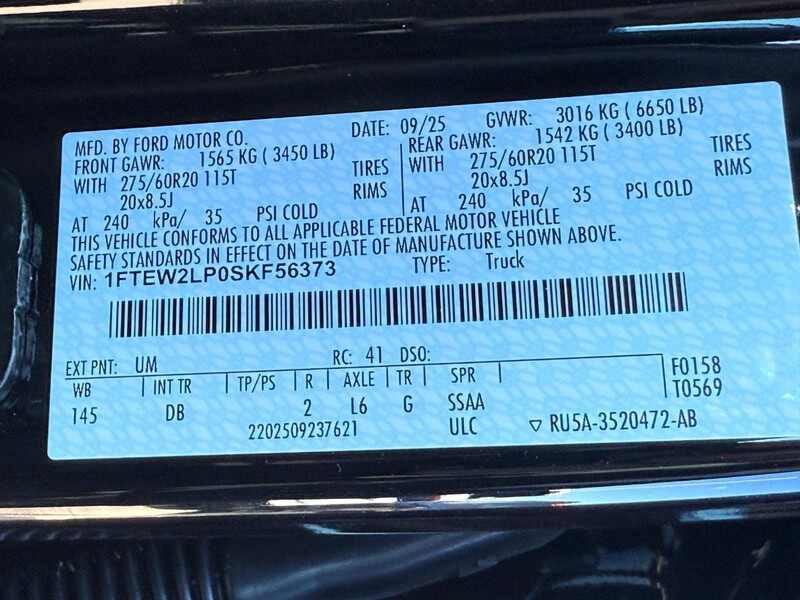 MFD. BY FORD MOTOR CO. DATE: 09/25 GVWR: 3016 KG ( 6650 LB)
FRONT GAWR: 1565 KG ( 3450 LB) REAR GAWR: 1542 KG ( 3400 LB)
WITH 275/60R20 115T TIRES WITH 275/60R20 115T TIRES
20x8.5J RIMS 20x8.5J RIMS
AT 240 kPa/ 35 PSI COLD AT 240 kPa/ 35 PSI COLD
THIS VEHICLE CONFORMS TO ALL APPLICABLE FEDERAL MOTOR VEHICLE
SAFETY STANDARDS IN EFFECT ON THE DATE OF MANUFACTURE SHOWN ABOVE.
VIN: 1FTEW2LP0SKF56373 TYPE: Truck
EXT PNT: UM RC: 41 DSO:
WB INT TR TP/PS R AXLE TR SPR F0158
145 DB 2 L6 G SSAA T0569
2202509237621 ULC ▽ RU5A-3520472-AB